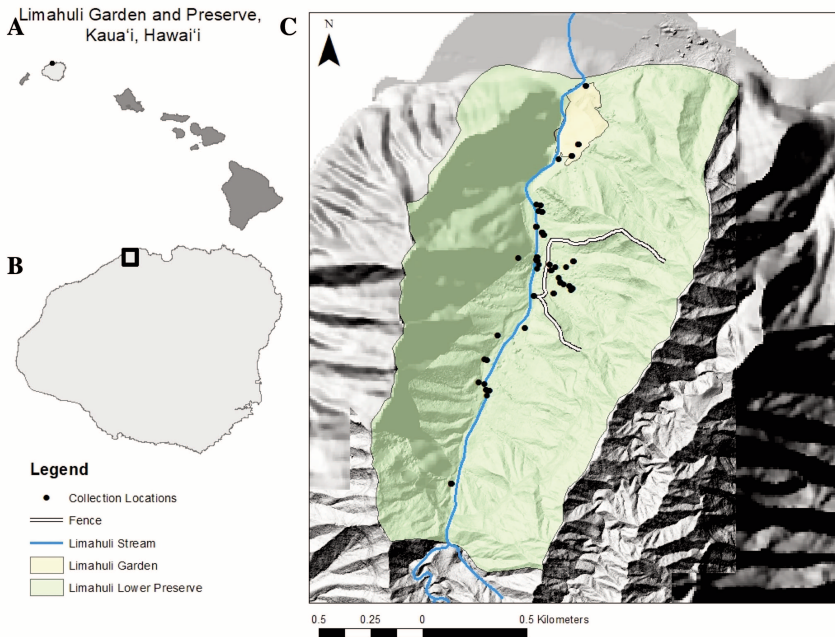 A
Limahuli Garden and Preserve,
Kaua‘i, Hawai‘i
C
N
B
Legend
Collection Locations
Fence
Limahuli Stream
Limahuli Garden
Limahuli Lower Preserve
0.5 0.25 0 0.5 Kilometers